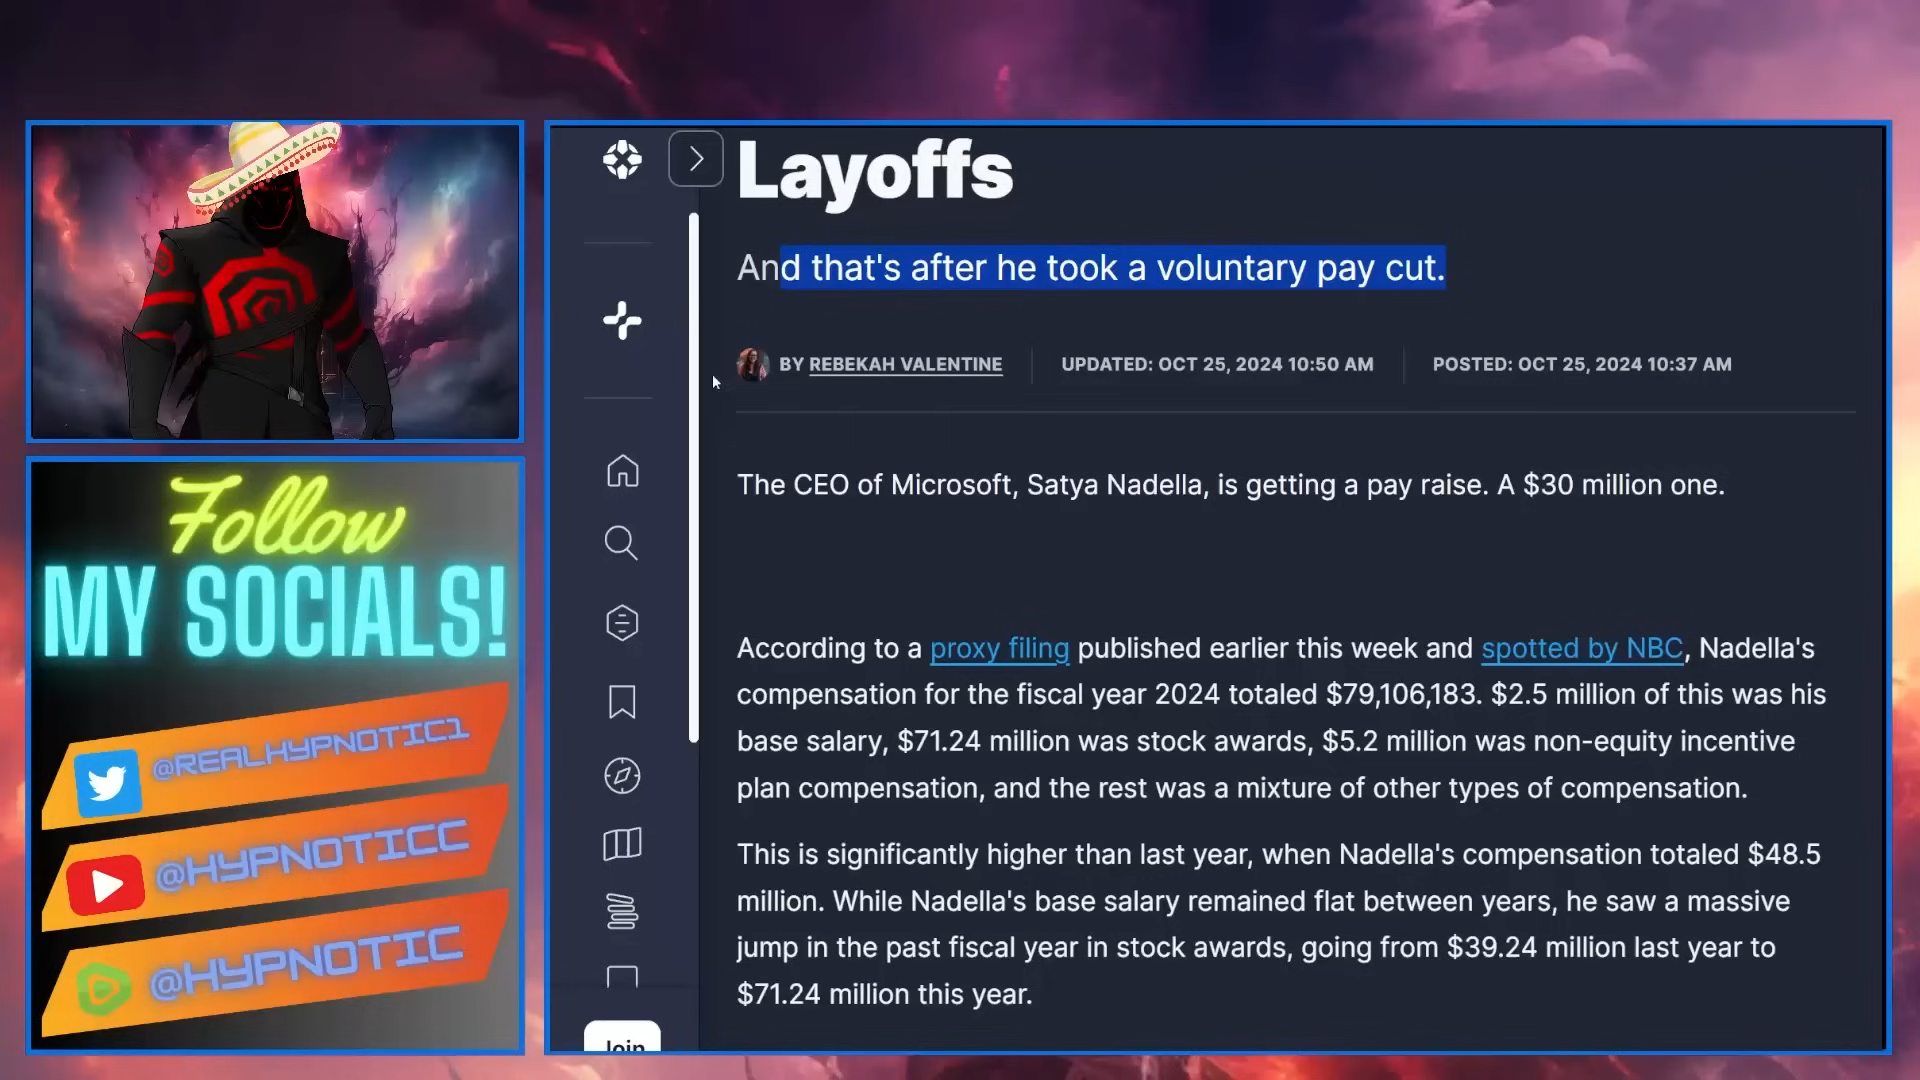 Layoffs
And that's after he took a voluntary pay cut.
BY REBEKAH VALENTINE UPDATED: OCT 25, 2024 10:50 AM POSTED: OCT 25, 2024 10:37 AM
The CEO of Microsoft, Satya Nadella, is getting a pay raise. A $30 million one.
According to a proxy filing published earlier this week and spotted by NBC, Nadella's
compensation for the fiscal year 2024 totaled $79,106,183. $2.5 million of this was his
base salary, $71.24 million was stock awards, $5.2 million was non-equity incentive
plan compensation, and the rest was a mixture of other types of compensation.
This is significantly higher than last year, when Nadella's compensation totaled $48.5
million. While Nadella's base salary remained flat between years, he saw a massive
jump in the past fiscal year in stock awards, going from $39.24 million last year to
$71.24 million this year.
Join
Follow
MY SOCIALS!
@REALHYPNOTIC1
@HYPNOTICC
@HYPNOTIC